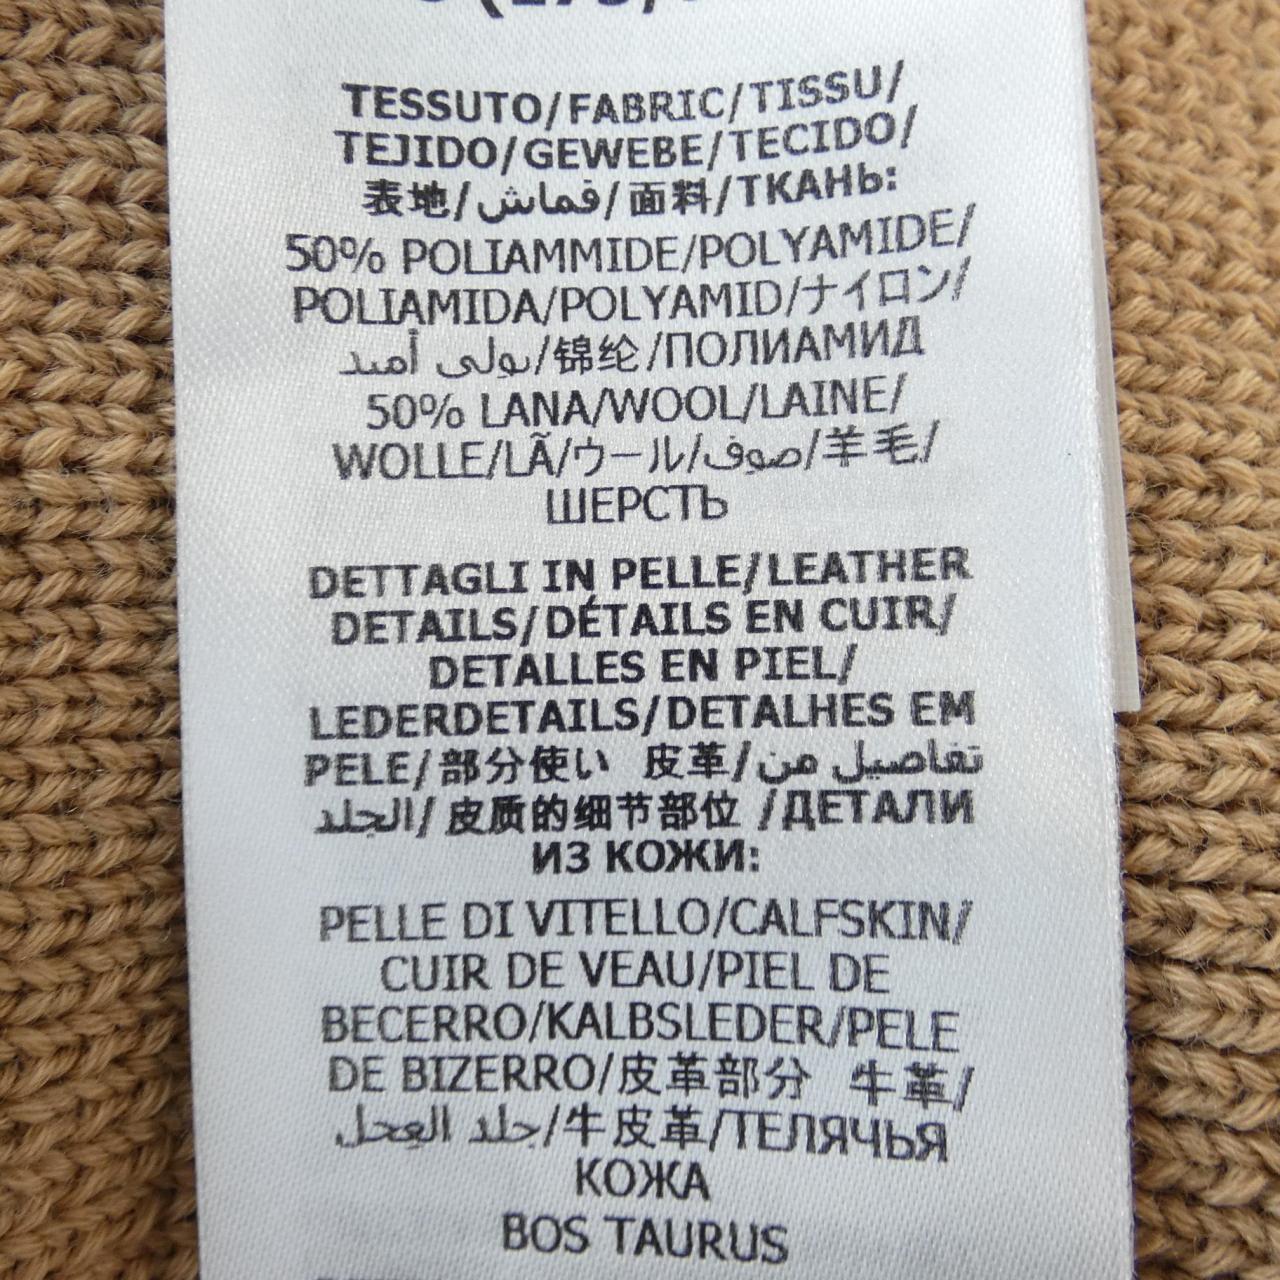 TESSUTO/FABRIC/TISSU/
TEJIDO/GEWEBE/TECIDO/
表地/قماش/面料/ТКАНЬ:
50% POLIAMMIDE/POLYAMIDE/
POLIAMIDA/POLYAMID/ナイロン/
بولي أميد/锦纶/ПОЛИАМИД
50% LANA/WOOL/LAINE/
WOLLE/LÃ/ウール/صوف/羊毛/
ШЕРСТЬ
DETTAGLI IN PELLE/LEATHER
DETAILS/DÉTAILS EN CUIR/
DETALLES EN PIEL/
LEDERDETAILS/DETALHES EM
PELE/部分使い 皮革/تفاصيل من
الجلد/皮质的细节部位 /ДЕТАЛИ
ИЗ КОЖИ:
PELLE DI VITELLO/CALFSKIN/
CUIR DE VEAU/PIEL DE
BECERRO/KALBSLEDER/PELE
DE BIZERRO/皮革部分 牛革/
جلد العجل/牛皮革/ТЕЛЯЧЬЯ
КОЖА
BOS TAURUS